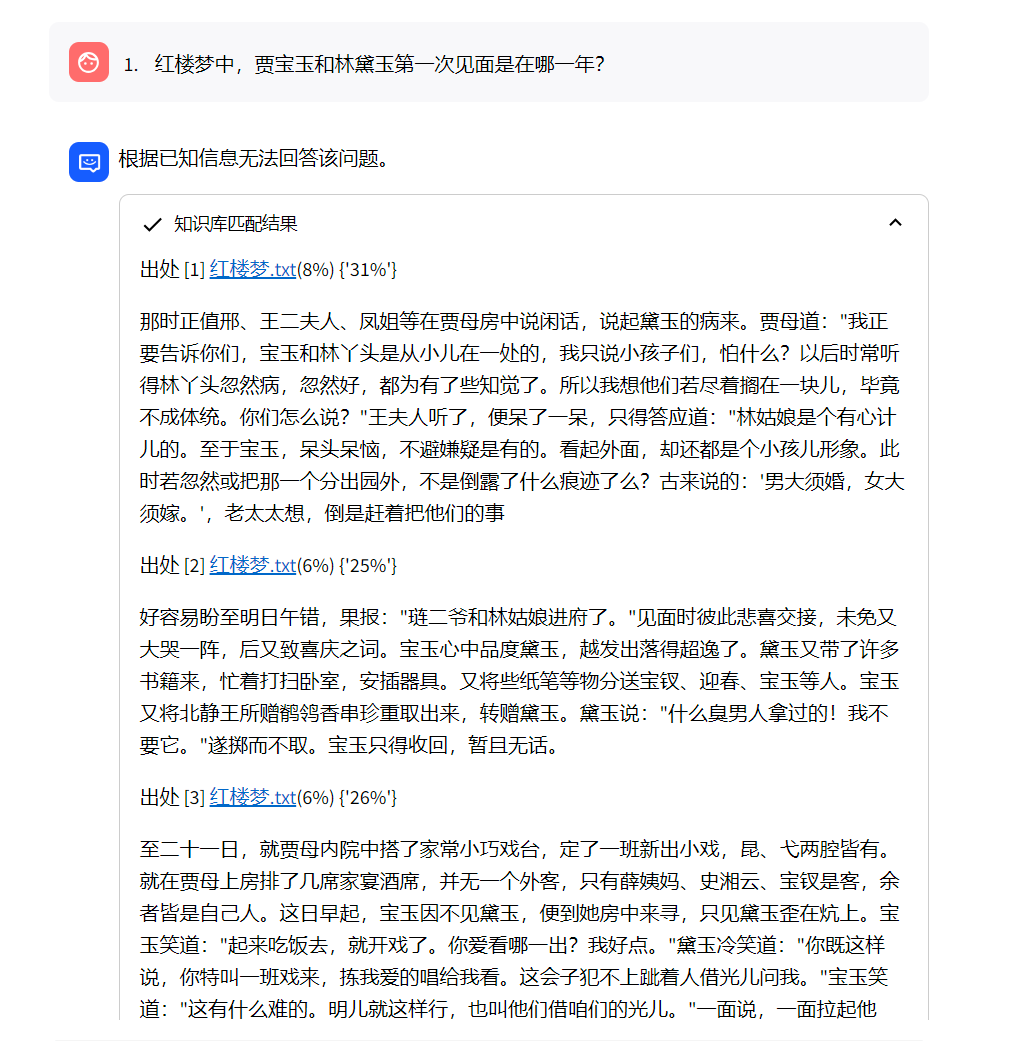 1. 红楼梦中，贾宝玉和林黛玉第一次见面是在哪一年？
根据已知信息无法回答该问题。
知识库匹配结果
出处 [1] 红楼梦.txt(8%) {'31%'}
那时正值邢、王二夫人、凤姐等在贾母房中说闲话，说起黛玉的病来。贾母道："我正
要告诉你们，宝玉和林丫头是从小儿在一处的，我只说小孩子们，怕什么？以后时常听
得林丫头忽然病，忽然好，都为有了些知觉了。所以我想他们若尽着搁在一块儿，毕竟
不成体统。你们怎么说？"王夫人听了，便呆了一呆，只得答应道："林姑娘是个有心计
儿的。至于宝玉，呆头呆恼，不避嫌疑是有的。看起外面，却还都是个小孩儿形象。此
时若忽然或把那一个分出园外，不是倒露了什么痕迹了么？古来说的：'男大须婚，女大
须嫁。'，老太太想，倒是赶着把他们的事
出处 [2] 红楼梦.txt(6%) {'25%'}
好容易盼至明日午错，果报："琏二爷和林姑娘进府了。"见面时彼此悲喜交接，未免又
大哭一阵，后又致喜庆之词。宝玉心中品度黛玉，越发出落得超逸了。黛玉又带了许多
书籍来，忙着打扫卧室，安插器具。又将些纸笔等物分送宝钗、迎春、宝玉等人。宝玉
又将北静王所赠鹡鸰香串珍重取出来，转赠黛玉。黛玉说："什么臭男人拿过的！我不
要它。"遂掷而不取。宝玉只得收回，暂且无话。
出处 [3] 红楼梦.txt(6%) {'26%'}
至二十一日，就贾母内院中搭了家常小巧戏台，定了一班新出小戏，昆、弋两腔皆有。
就在贾母上房排了几席家宴酒席，并无一个外客，只有薛姨妈、史湘云、宝钗是客，余
者皆是自己人。这日早起，宝玉因不见黛玉，便到她房中来寻，只见黛玉歪在炕上。宝
玉笑道："起来吃饭去，就开戏了。你爱看哪一出？我好点。"黛玉冷笑道："你既这样
说，你特叫一班戏来，拣我爱的唱给我看。这会子犯不上跐着人借光儿问我。"宝玉笑
道："这有什么难的。明儿就这样行，也叫他们借咱们的光儿。"一面说，一面拉起他